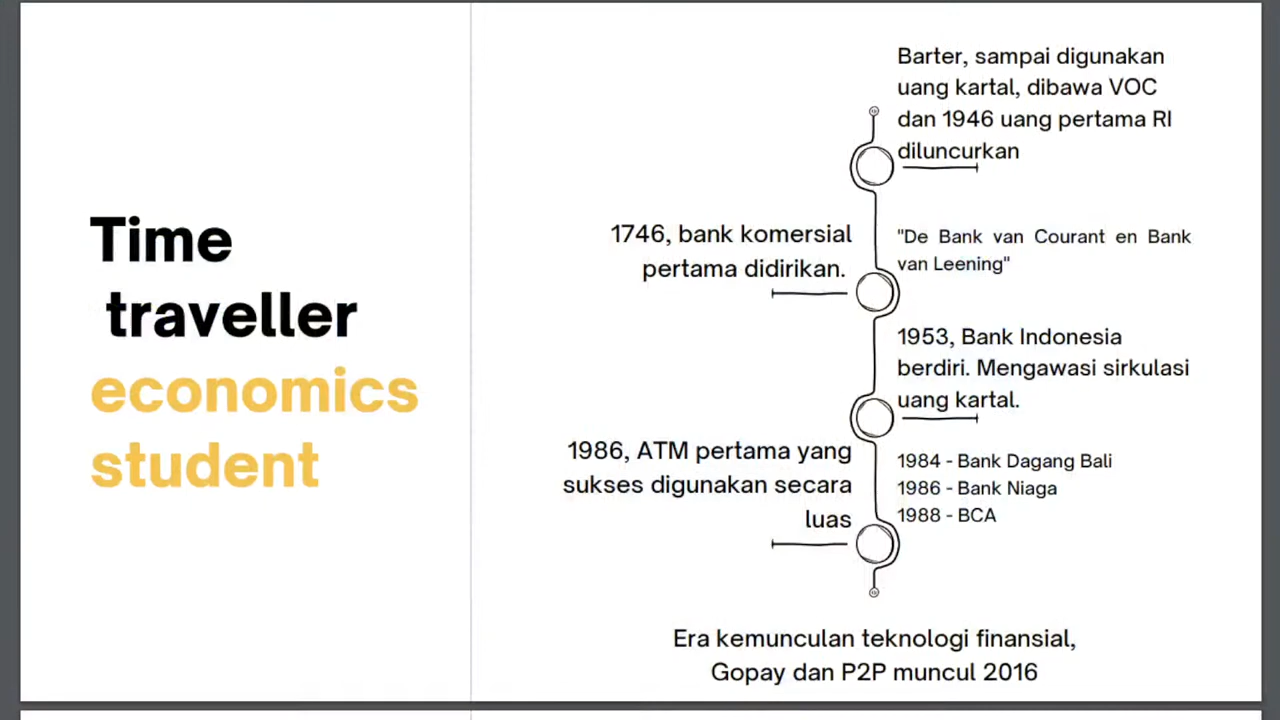 Time
traveller
economics
student
Barter, sampai digunakan
uang kartal, dibawa VOC
dan 1946 uang pertama RI
diluncurkan
1746, bank komersial
pertama didirikan.
"De Bank van Courant en Bank
van Leening"
1953, Bank Indonesia
berdiri. Mengawasi sirkulasi
uang kartal.
1986, ATM pertama yang
sukses digunakan secara
luas
1984 - Bank Dagang Bali
1986 - Bank Niaga
1988 - BCA
Era kemunculan teknologi finansial,
Gopay dan P2P muncul 2016